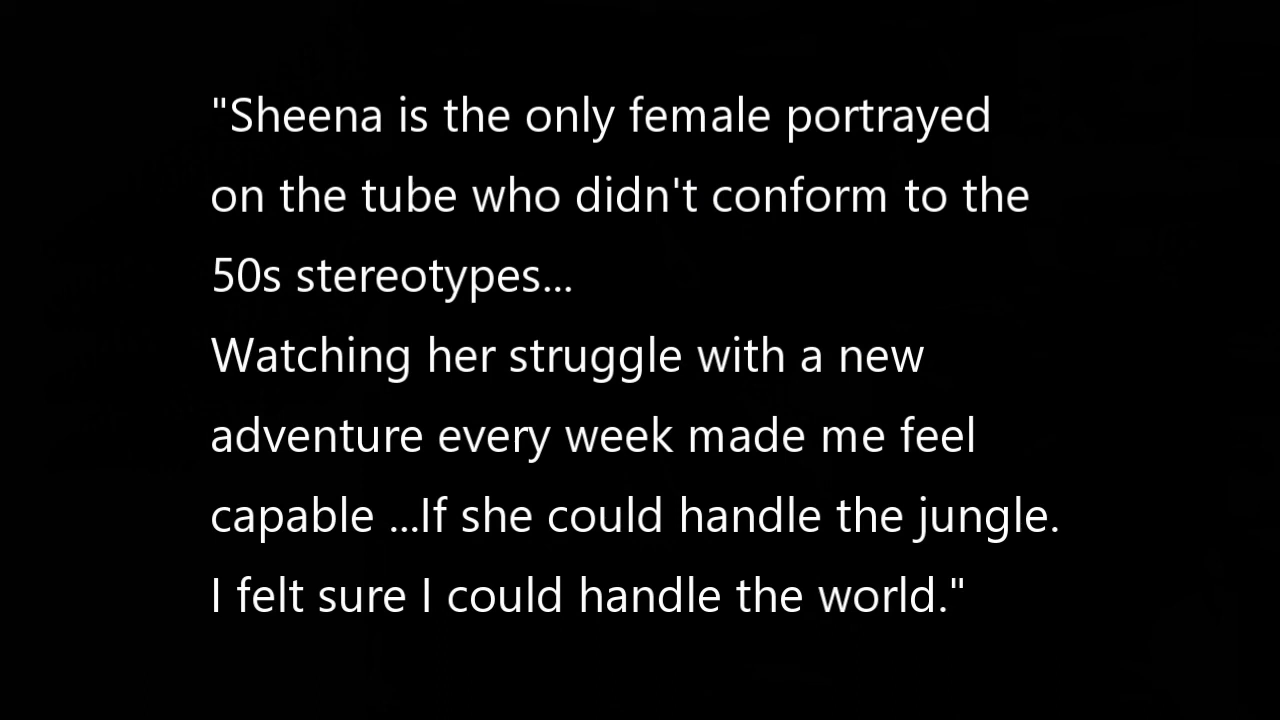 "Sheena is the only female portrayed
on the tube who didn't conform to the
50s stereotypes...
Watching her struggle with a new
adventure every week made me feel
capable ...If she could handle the jungle.
I felt sure I could handle the world."